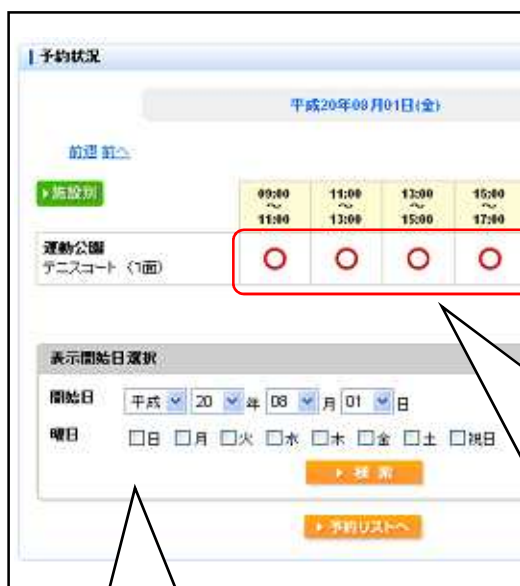 予約状況
平成20年08月01日(金)
前週 前へ
施設別
09:00 ～ 11:00
11:00 ～ 13:00
13:00 ～ 15:00
15:00 ～ 17:00
運動公園
テニスコート (1面)
表示開始日選択
開始日 平成 20 年 08 月 01 日
曜日 日 月 火 水 木 金 土 祝日
検索
予約リストへ